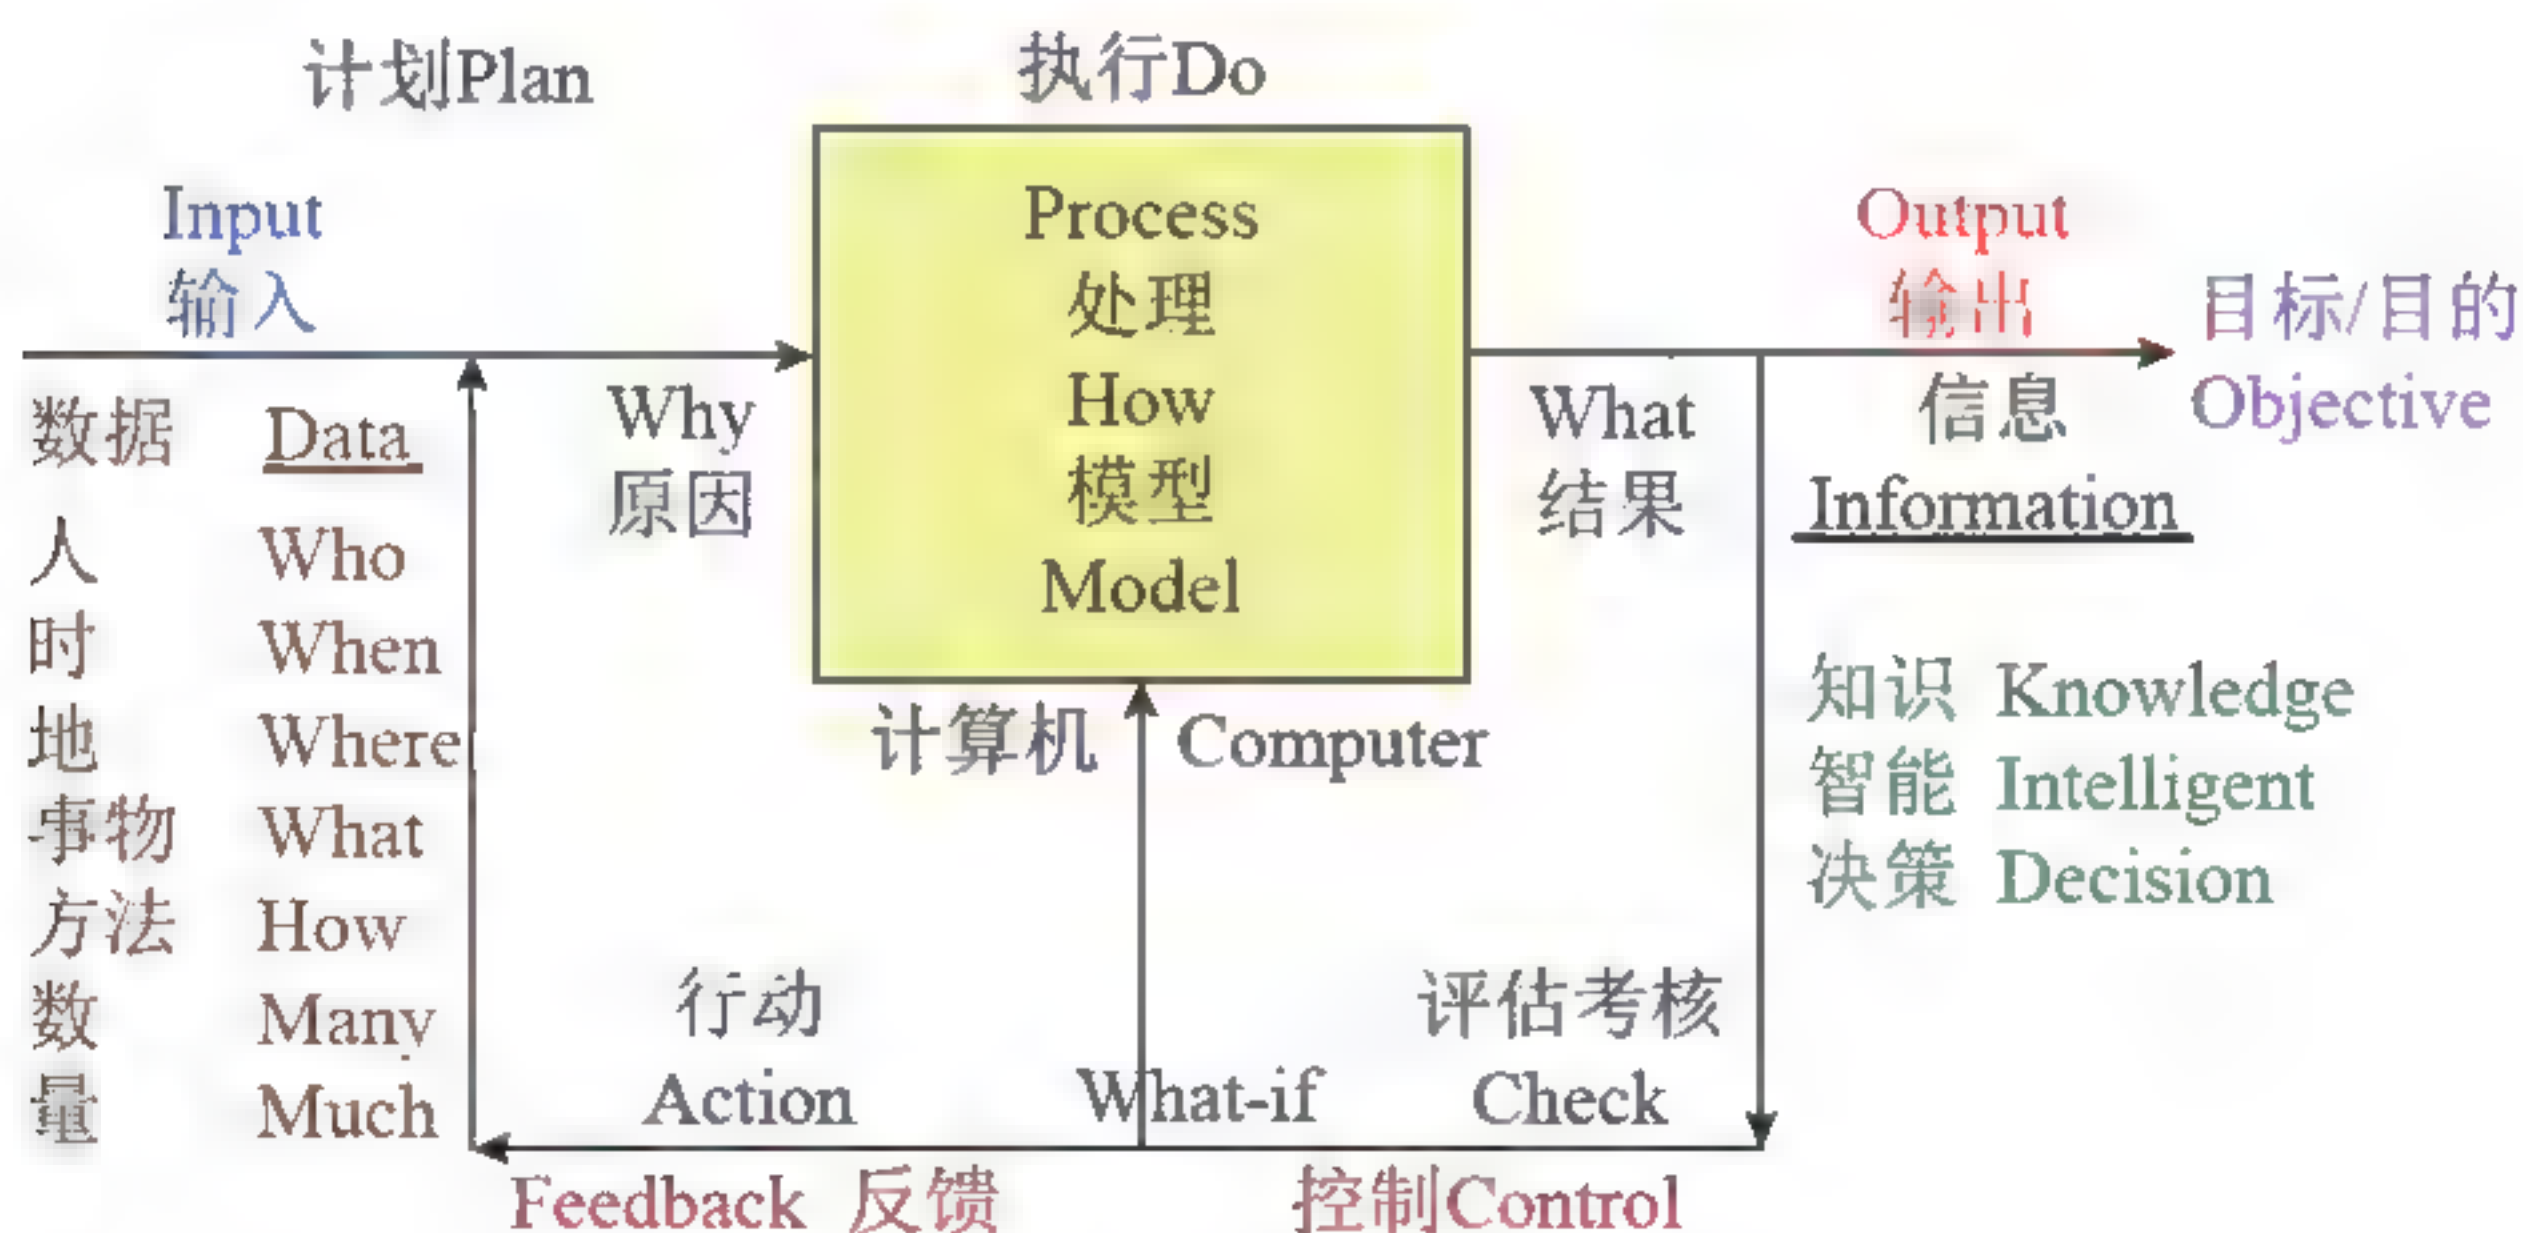 计划Plan
执行Do
Input
输入
Process
处理
How
模型
Model
Output
输出
目标/目的
Objective
数据 Data
人 Who
时 When
地 Where
事物 What
方法 How
数 Many
量 Much
Why
原因
What
结果
信息
Information
知识 Knowledge
智能 Intelligent
决策 Decision
计算机 Computer
行动
Action
What-if
评估考核
Check
Feedback 反馈
控制Control